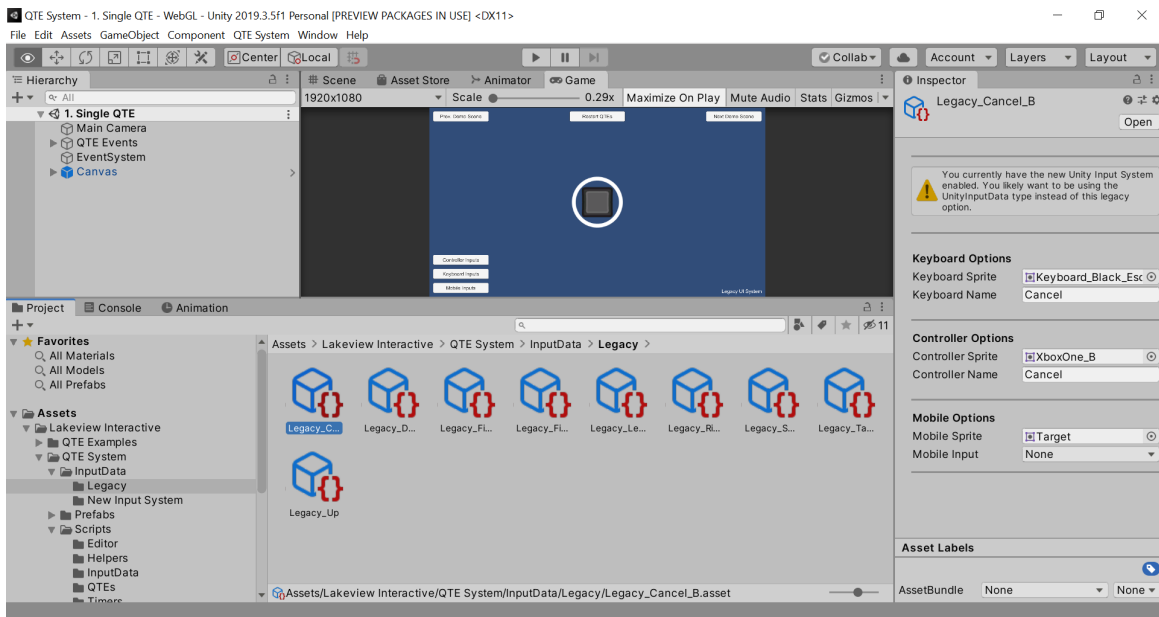 QTE System - 1. Single QTE - WebGL - Unity 2019.3.5f1 Personal [PREVIEW PACKAGES IN USE] <DX11>
File Edit Assets GameObject Component QTE System Window Help
Center Local Collab Account Layers Layout
Hierarchy
All
1. Single QTE
Main Camera
QTE Events
EventSystem
Canvas
Scene Asset Store Animator Game
1920x1080 Scale 0.29x Maximize On Play Mute Audio Stats Gizmos
Prev. Demo Scene Restart QTEs Next Demo Scene
Controller Inputs
Keyboard Inputs
Mobile Inputs
Legacy UI System
Inspector
Legacy_Cancel_B
Open
You currently have the new Unity Input System
enabled. You likely want to be using the
UnityInputData type instead of this legacy
option.
Keyboard Options
Keyboard Sprite Keyboard_Black_Esc
Keyboard Name Cancel
Controller Options
Controller Sprite XboxOne_B
Controller Name Cancel
Mobile Options
Mobile Sprite Target
Mobile Input None
Asset Labels
AssetBundle None None
Project Console Animation
11
Favorites
All Materials
All Models
All Prefabs
Assets
Lakeview Interactive
QTE Examples
QTE System
InputData
Legacy
New Input System
Prefabs
Scripts
Editor
Helpers
InputData
QTEs
Timers
Assets > Lakeview Interactive > QTE System > InputData > Legacy >
Legacy_C... Legacy_D... Legacy_Fi... Legacy_Fi... Legacy_Le... Legacy_Ri... Legacy_S... Legacy_Ta...
Legacy_Up
Assets/Lakeview Interactive/QTE System/InputData/Legacy/Legacy_Cancel_B.asset